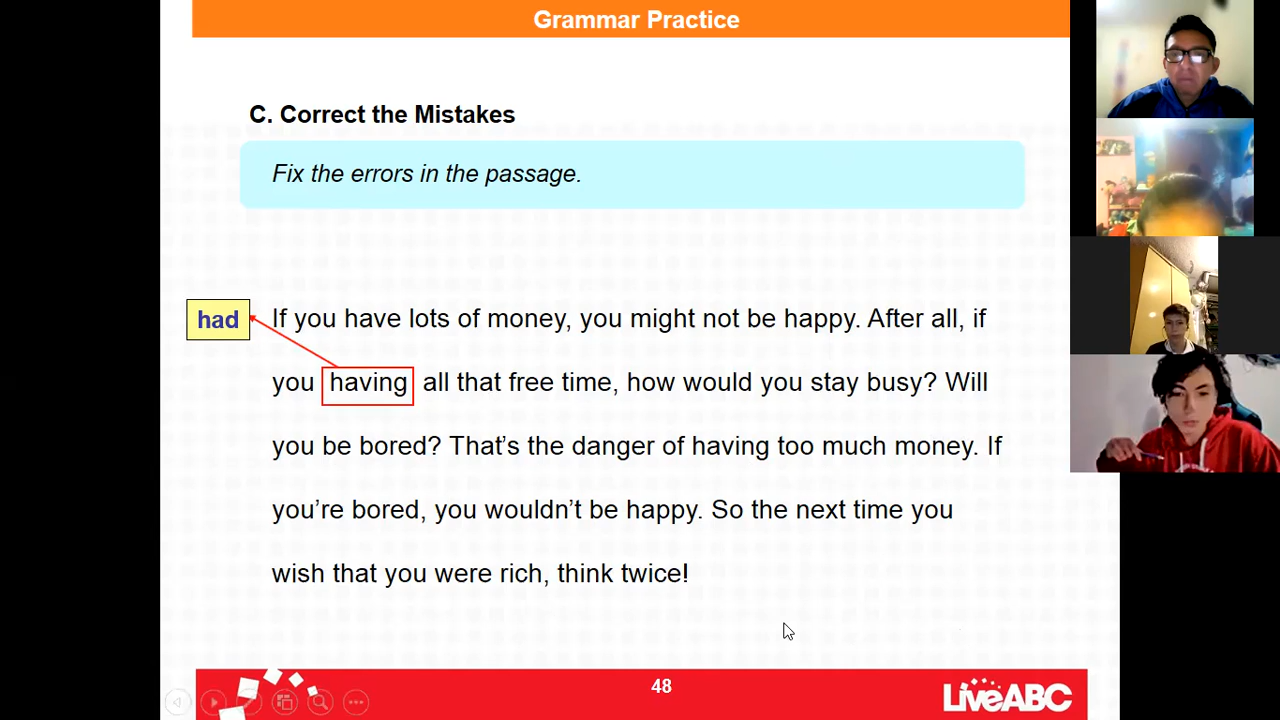 Grammar Practice
C. Correct the Mistakes
Fix the errors in the passage.
had
If you have lots of money, you might not be happy. After all, if
you having all that free time, how would you stay busy? Will
you be bored? That's the danger of having too much money. If
you're bored, you wouldn't be happy. So the next time you
wish that you were rich, think twice!
48
LiveABC